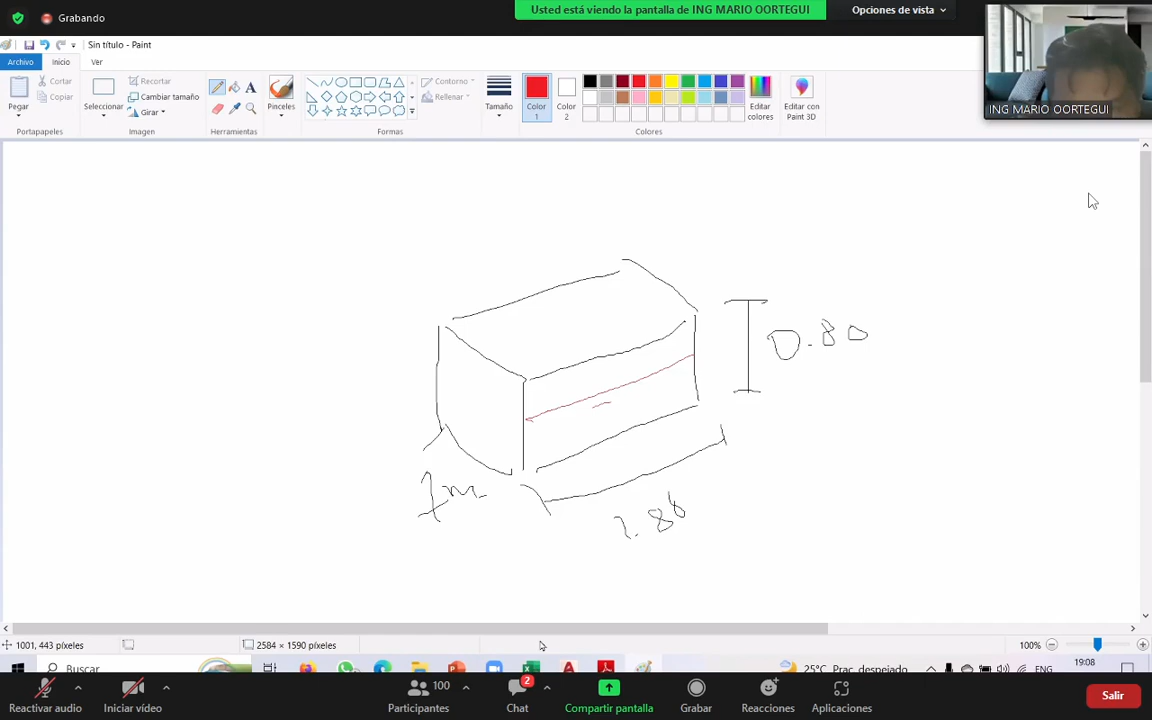 Grabando
Usted está viendo la pantalla de ING MARIO OORTEGUI
Opciones de vista
Sin título - Paint
Archivo
Inicio
Ver
Pegar
Cortar
Copiar
Portapapeles
Seleccionar
Recortar
Cambiar tamaño
Girar
Imagen
A
Herramientas
Pinceles
Contorno
Rellenar
Formas
Tamaño
Color 1
Color 2
Editar colores
Colores
Editar con Paint 3D
ING MARIO OORTEGUI
0.80
1m.
1001, 443 píxeles
2584 × 1590 píxeles
100%
Buscar
25°C Prac. despejado
ENG
19:08
Reactivar audio
Iniciar vídeo
100
Participantes
2
Chat
Compartir pantalla
Grabar
Reacciones
Aplicaciones
Salir